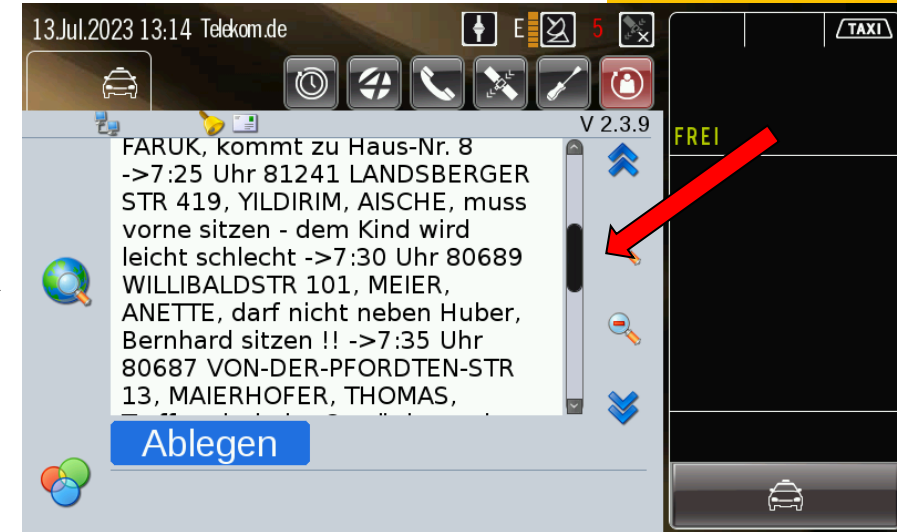 13.Jul.2023 13:14 Telekom.de E 5
TAXI
V 2.3.9
FREI
FARUK, kommt zu Haus-Nr. 8
->7:25 Uhr 81241 LANDSBERGER
STR 419, YILDIRIM, AISCHE, muss
vorne sitzen - dem Kind wird
leicht schlecht ->7:30 Uhr 80689
WILLIBALDSTR 101, MEIER,
ANETTE, darf nicht neben Huber,
Bernhard sitzen !! ->7:35 Uhr
80687 VON-DER-PFORDTEN-STR
13, MAIERHOFER, THOMAS,
Ablegen